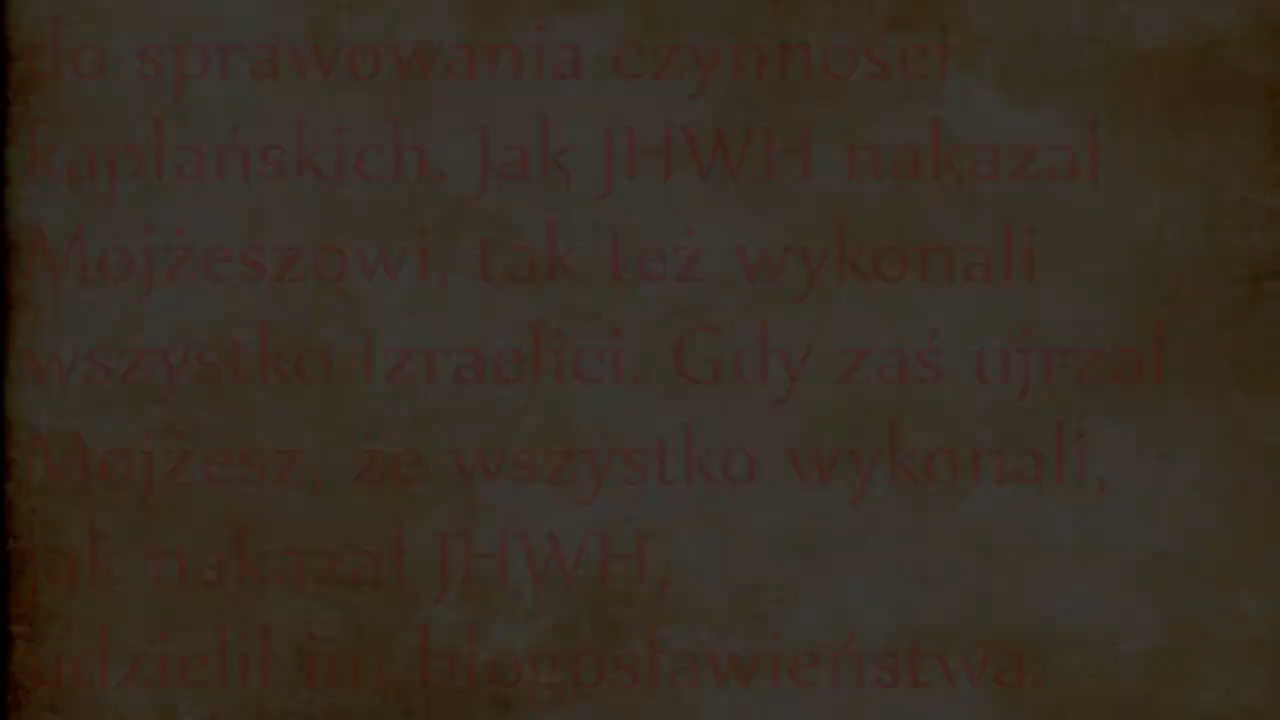 do sprawowania czynności
kapłańskich. Jak JHWH nakazał
Mojżeszowi, tak też wykonali
wszystko Izraelici. Gdy zaś ujrzał
Mojżesz, że wszystko wykonali,
jak nakazał JHWH,
udzielił im błogosławieństwa.